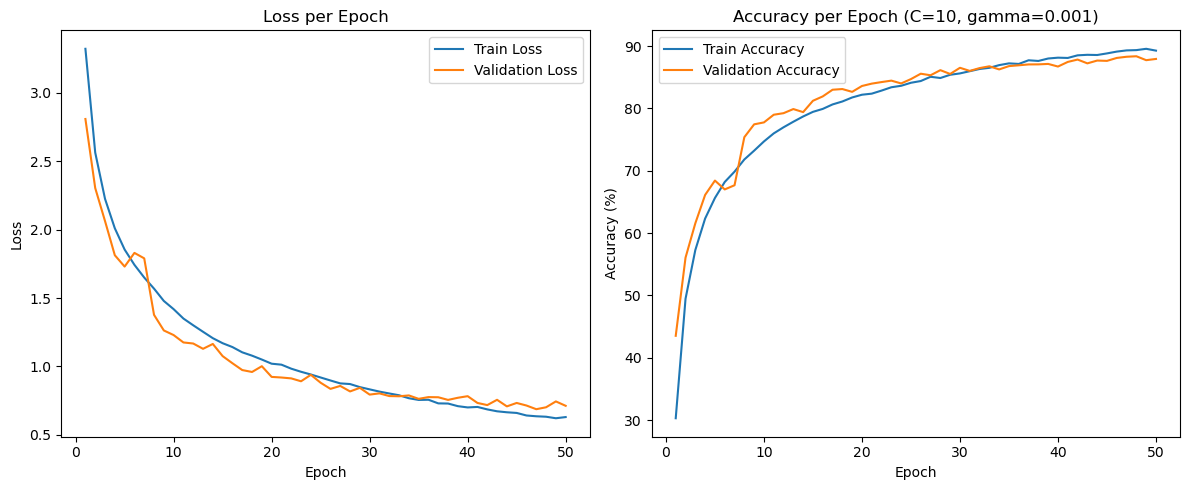 Loss per Epoch
Train Loss
Validation Loss
3.0
2.5
2.0
1.5
1.0
0.5
Loss
0
10
20
30
40
50
Epoch
Accuracy per Epoch (C=10, gamma=0.001)
Train Accuracy
Validation Accuracy
90
80
70
60
50
40
30
Accuracy (%)
0
10
20
30
40
50
Epoch